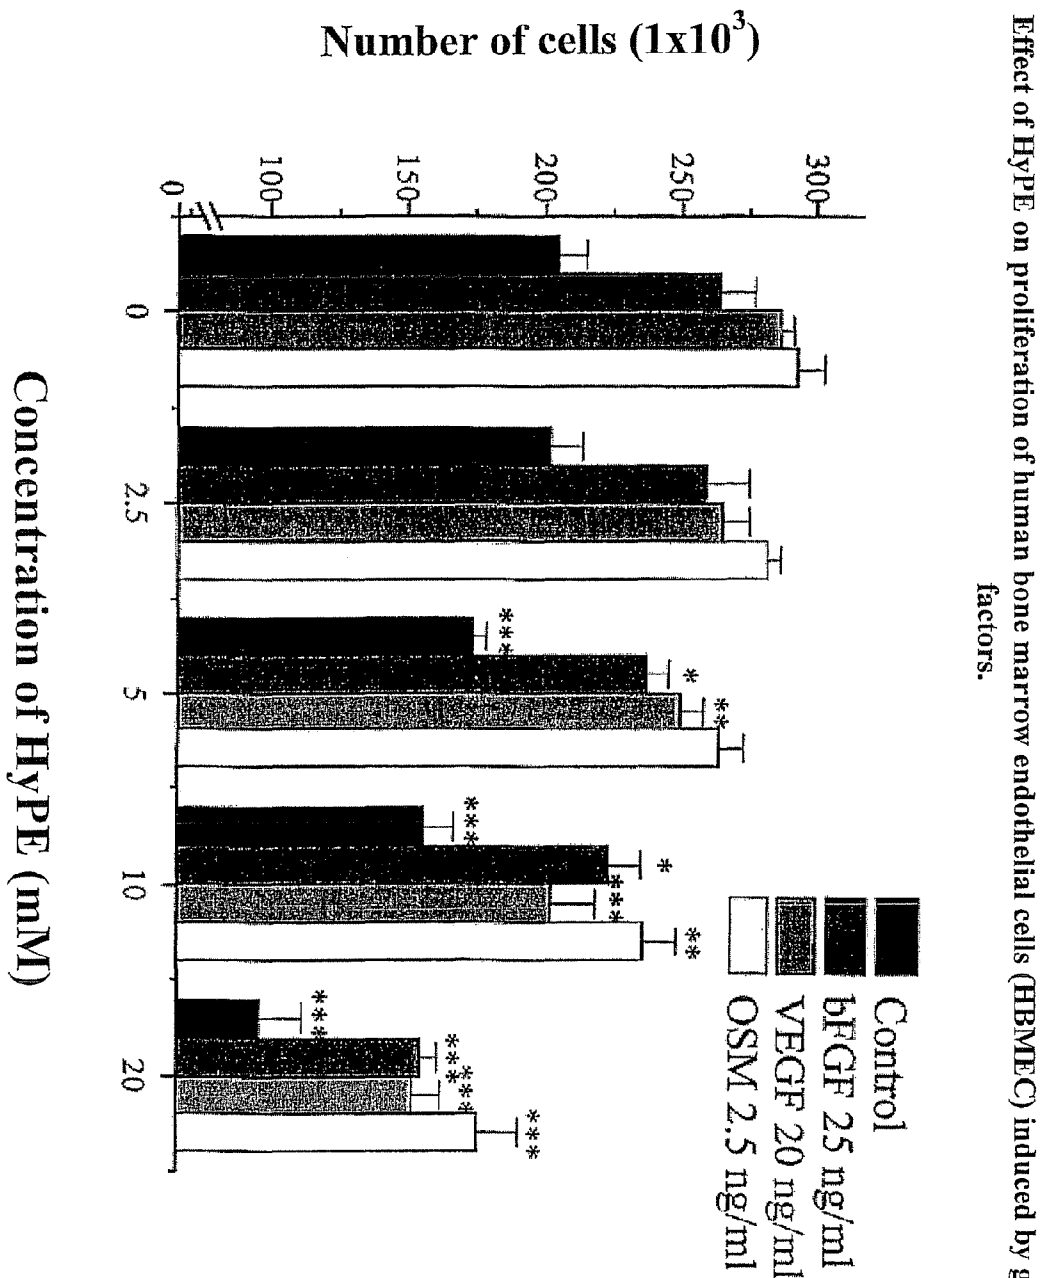 Effect of HyPE on proliferation of human bone marrow endothelial cells (HBMEC) induced by
factors.
Control
bFGF 25 ng/ml
VEGF 20 ng/ml
OSM 2.5 ng/ml
Number of cells (1x10³)
300
250
200
150
100
0
***
*
**
***
*
***
**
***
***
***
***
0 2.5 5 10 20
Concentration of HyPE (mM)